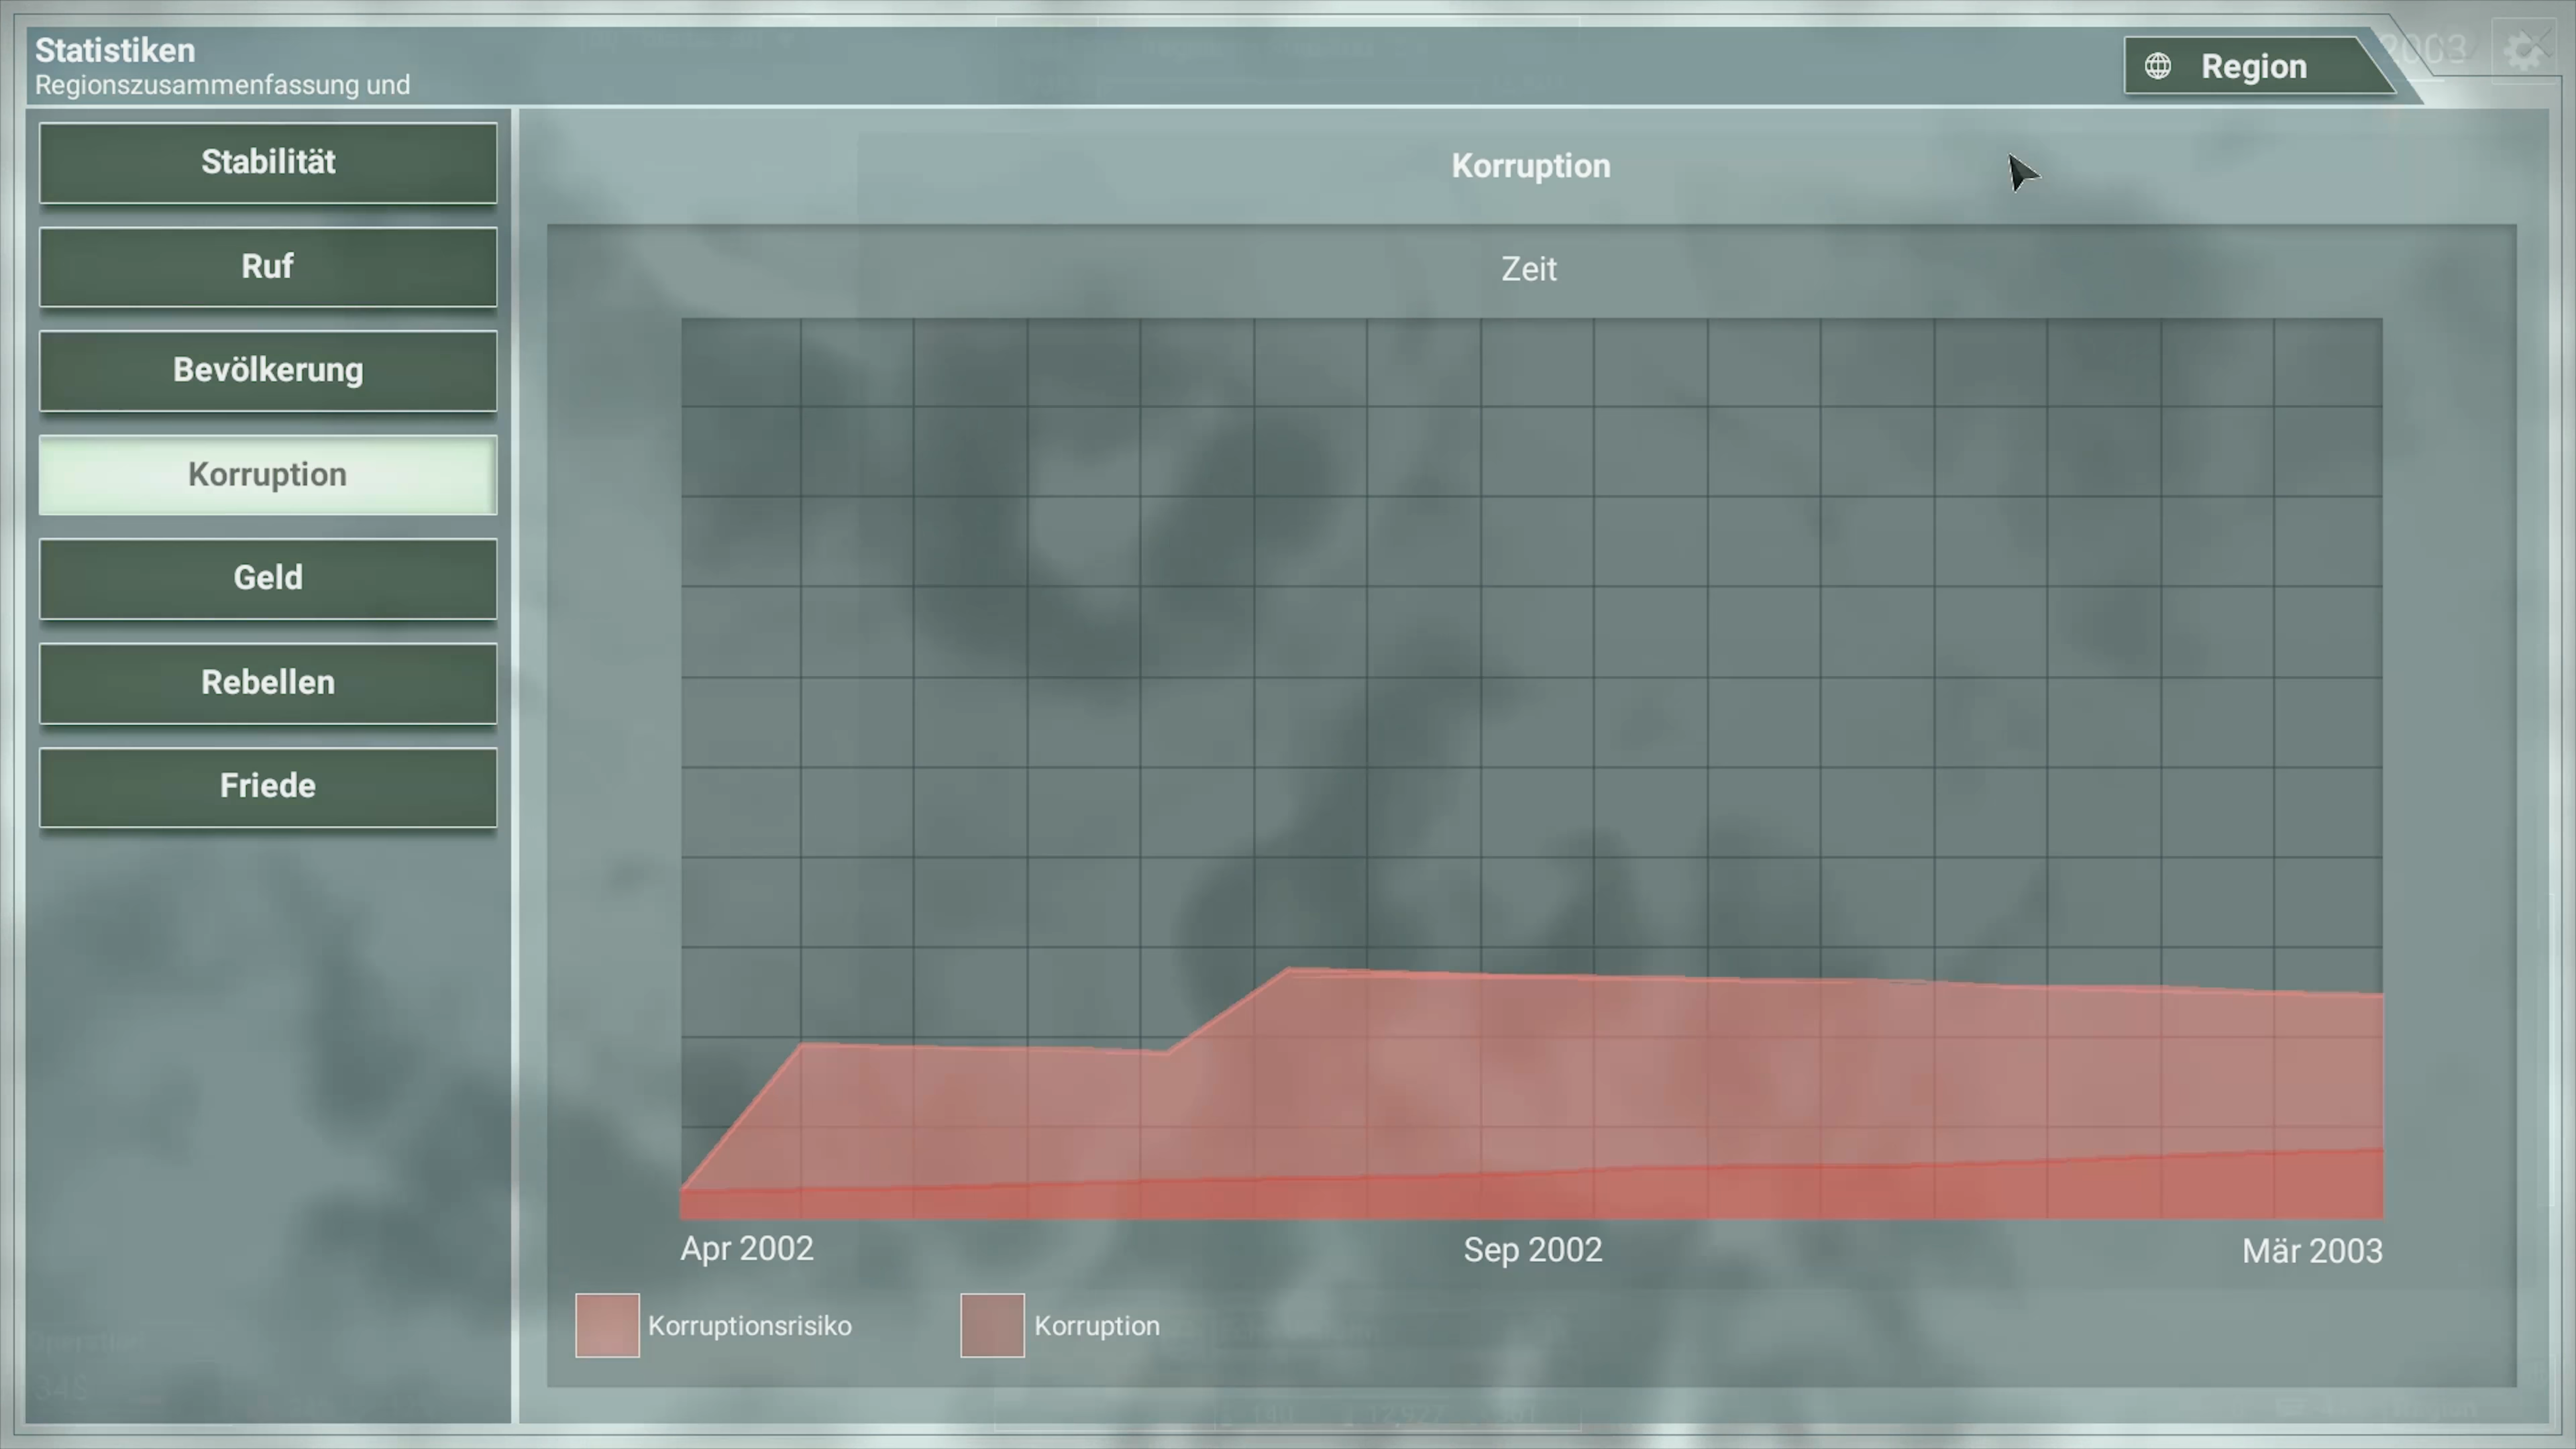 Statistiken
Regionszusammenfassung und
Region
2003
Stabilität
Ruf
Bevölkerung
Korruption
Geld
Rebellen
Friede
Korruption
Zeit
Apr 2002
Sep 2002
Mär 2003
Korruptionsrisiko
Korruption